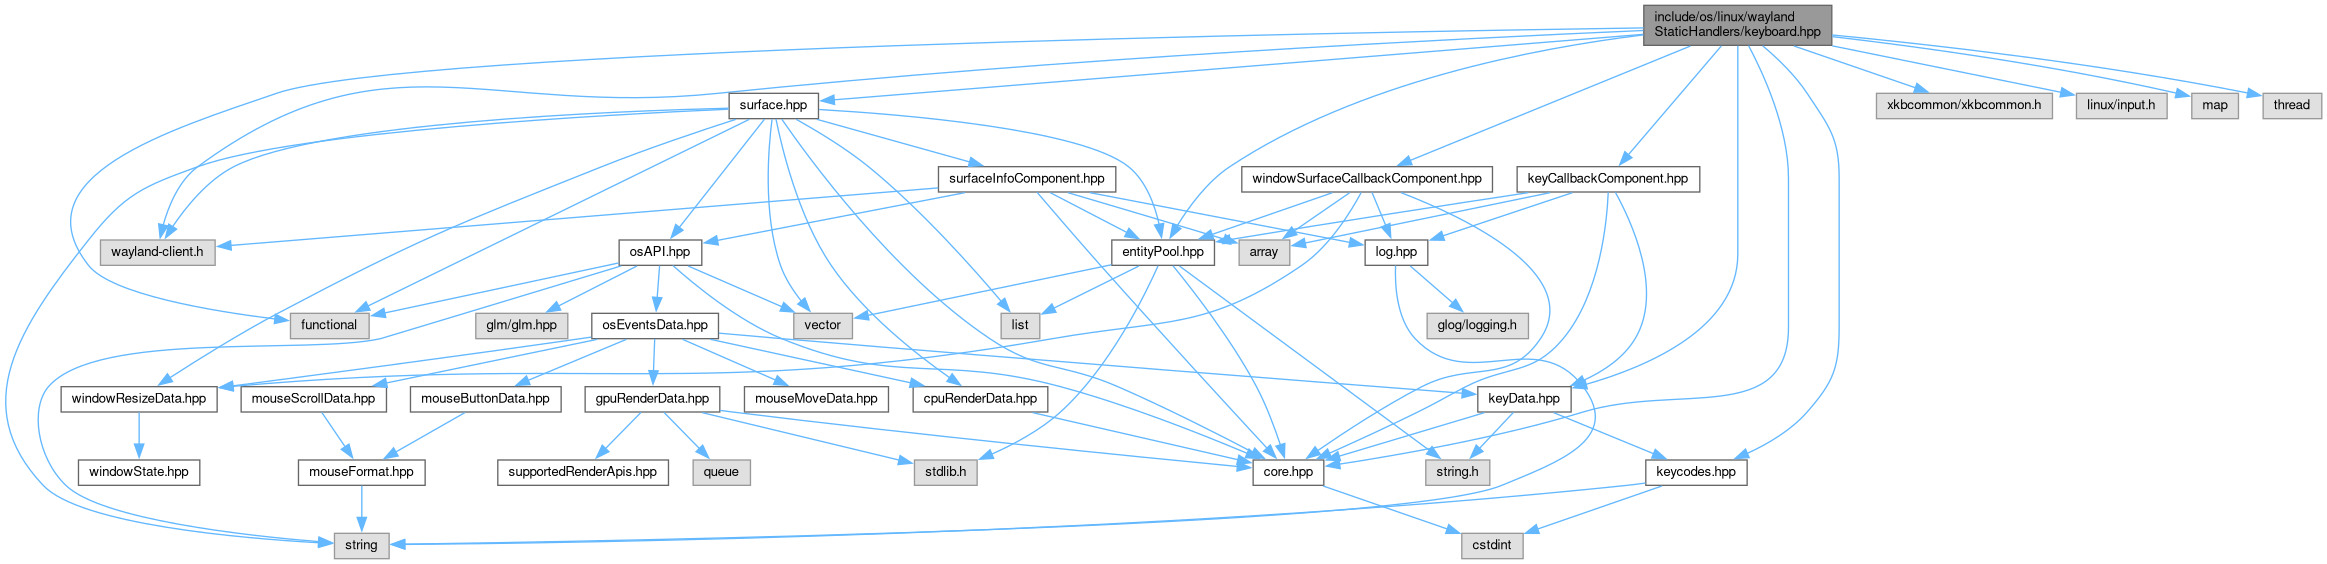 include/os/linux/wayland
StaticHandlers/keyboard.hpp
surface.hpp
xkbcommon/xkbcommon.h
linux/input.h
map
thread
surfaceInfoComponent.hpp
windowSurfaceCallbackComponent.hpp
keyCallbackComponent.hpp
wayland-client.h
osAPI.hpp
entityPool.hpp
array
log.hpp
functional
glm/glm.hpp
osEventsData.hpp
vector
list
glog/logging.h
windowResizeData.hpp
mouseScrollData.hpp
mouseButtonData.hpp
gpuRenderData.hpp
mouseMoveData.hpp
cpuRenderData.hpp
keyData.hpp
windowState.hpp
mouseFormat.hpp
supportedRenderApis.hpp
queue
stdlib.h
core.hpp
string.h
keycodes.hpp
string
cstdint